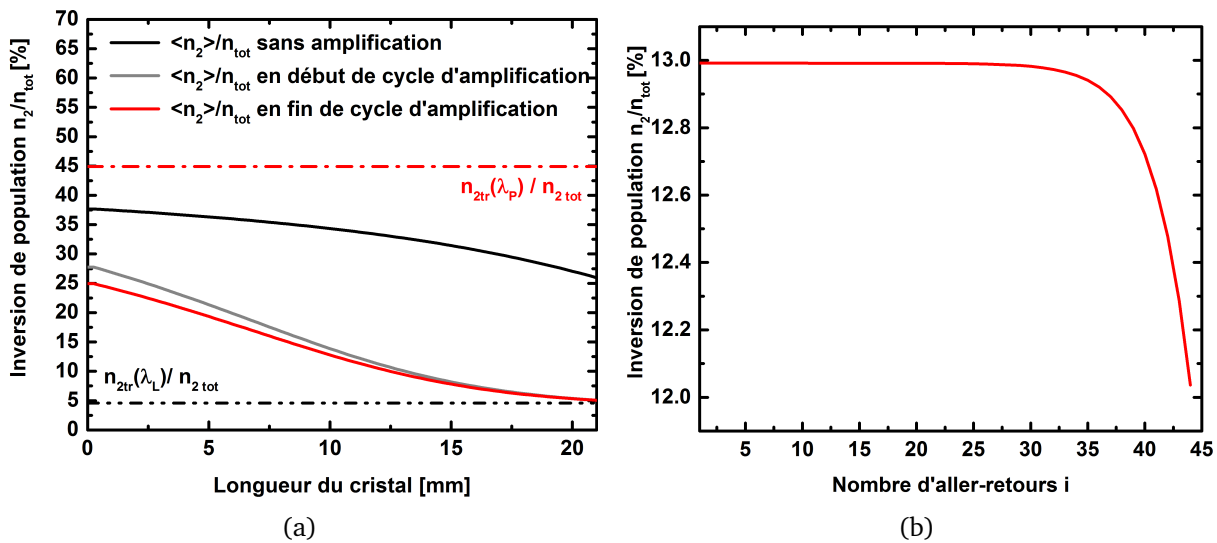 Inversion de population n2/ntot [%]
70
65
60
55
50
45
40
35
30
25
20
15
10
5
0
<n2>/ntot sans amplification
<n2>/ntot en début de cycle d'amplification
<n2>/ntot en fin de cycle d'amplification
n2tr(λP) / n2 tot
n2tr(λL)/ n2 tot
0 5 10 15 20
Longueur du cristal [mm]
(a)
Inversion de population n2/ntot [%]
13.0
12.8
12.6
12.4
12.2
12.0
5 10 15 20 25 30 35 40 45
Nombre d'aller-retours i
(b)